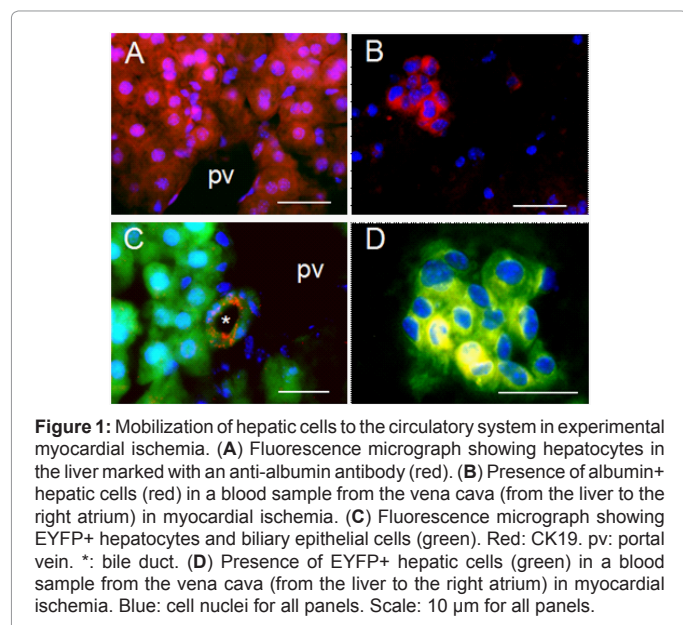 A
B
pv
C
pv
D
*
Figure 1: Mobilization of hepatic cells to the circulatory system in experimental
myocardial ischemia. (A) Fluorescence micrograph showing hepatocytes in
the liver marked with an anti-albumin antibody (red). (B) Presence of albumin+
hepatic cells (red) in a blood sample from the vena cava (from the liver to the
right atrium) in myocardial ischemia. (C) Fluorescence micrograph showing
EYFP+ hepatocytes and biliary epithelial cells (green). Red: CK19. pv: portal
vein. *: bile duct. (D) Presence of EYFP+ hepatic cells (green) in a blood
sample from the vena cava (from the liver to the right atrium) in myocardial
ischemia. Blue: cell nuclei for all panels. Scale: 10 µm for all panels.